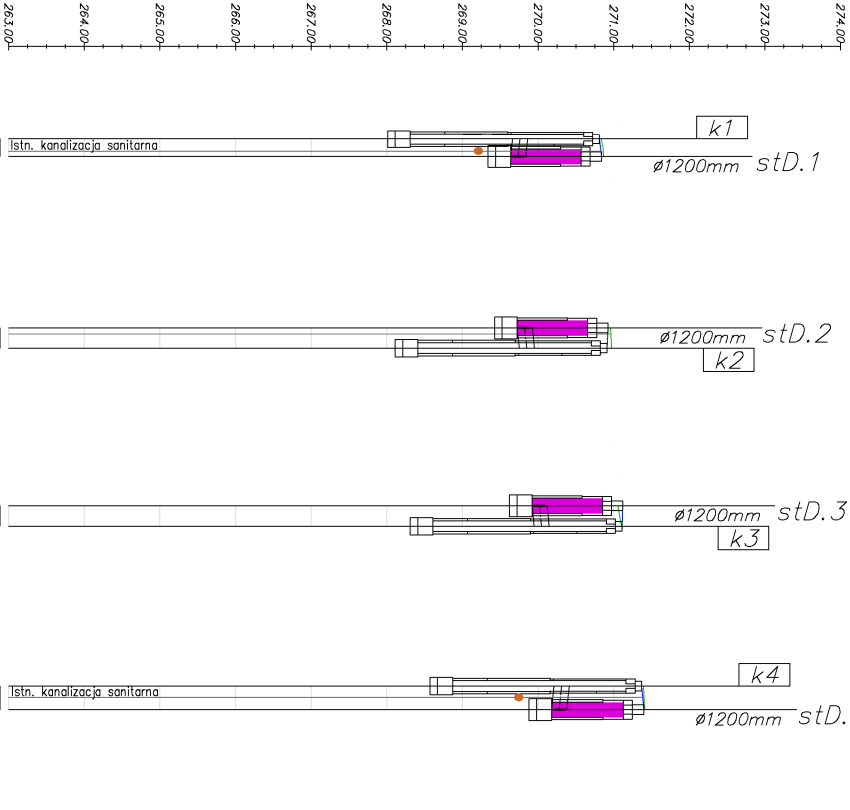 263.00 264.00 265.00 266.00 267.00 268.00 269.00 270.00 271.00 272.00 273.00 274.00
k1
Istn. kanalizacja sanitarna
ø1200mm stD.1
ø1200mm stD.2
k2
ø1200mm stD.3
k3
k4
Istn. kanalizacja sanitarna
ø1200mm stD.